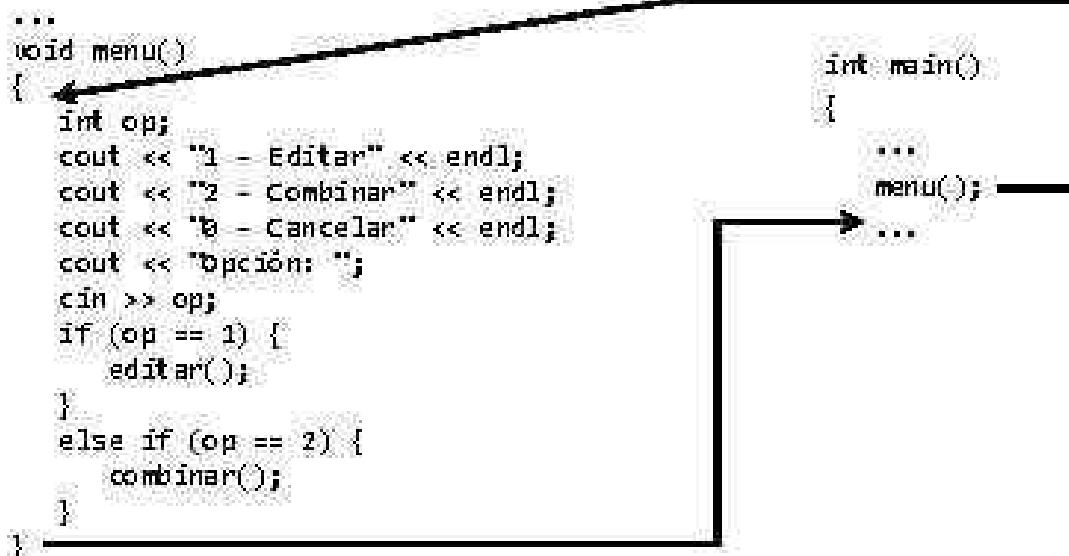 ...
void menu()
{
int op;
cout << "1 - Editar" << endl;
cout << "2 - Combinar" << endl;
cout << "0 - Cancelar" << endl;
cout << "Opción: ";
cin >> op;
if (op == 1) {
editar();
}
else if (op == 2) {
combinar();
}
}
int main()
{
...
menu();
...